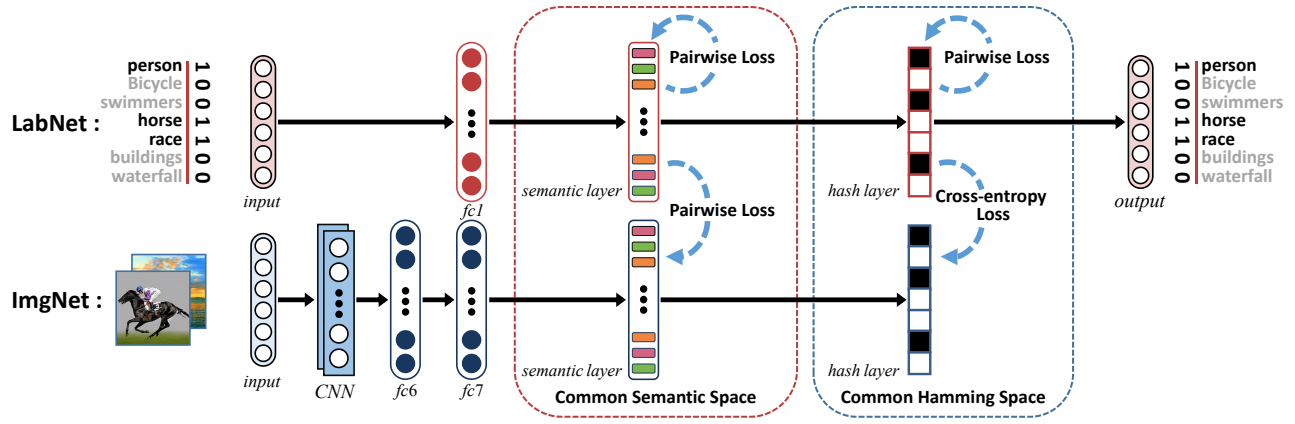 LabNet :
person 1
Bicycle 0
swimmers 0
horse 1
race 1
buildings 0
waterfall 0
input
fc1
semantic layer
Pairwise Loss
Pairwise Loss
hash layer
Pairwise Loss
Cross-entropy
Loss
output
1 person
0 Bicycle
0 swimmers
1 horse
1 race
0 buildings
0 waterfall
ImgNet :
input
CNN
fc6
fc7
semantic layer
hash layer
Common Semantic Space
Common Hamming Space